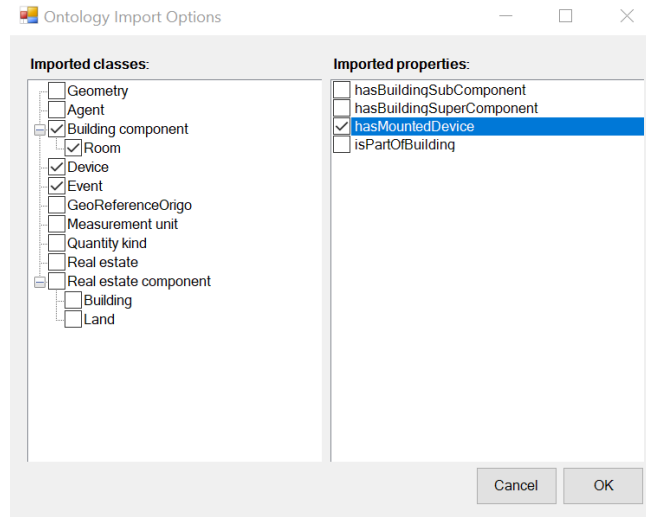 Ontology Import Options
Imported classes:
Geometry
Agent
Building component
Room
Device
Event
GeoReferenceOrigo
Measurement unit
Quantity kind
Real estate
Real estate component
Building
Land
Imported properties:
hasBuildingSubComponent
hasBuildingSuperComponent
hasMountedDevice
isPartOfBuilding
Cancel
OK